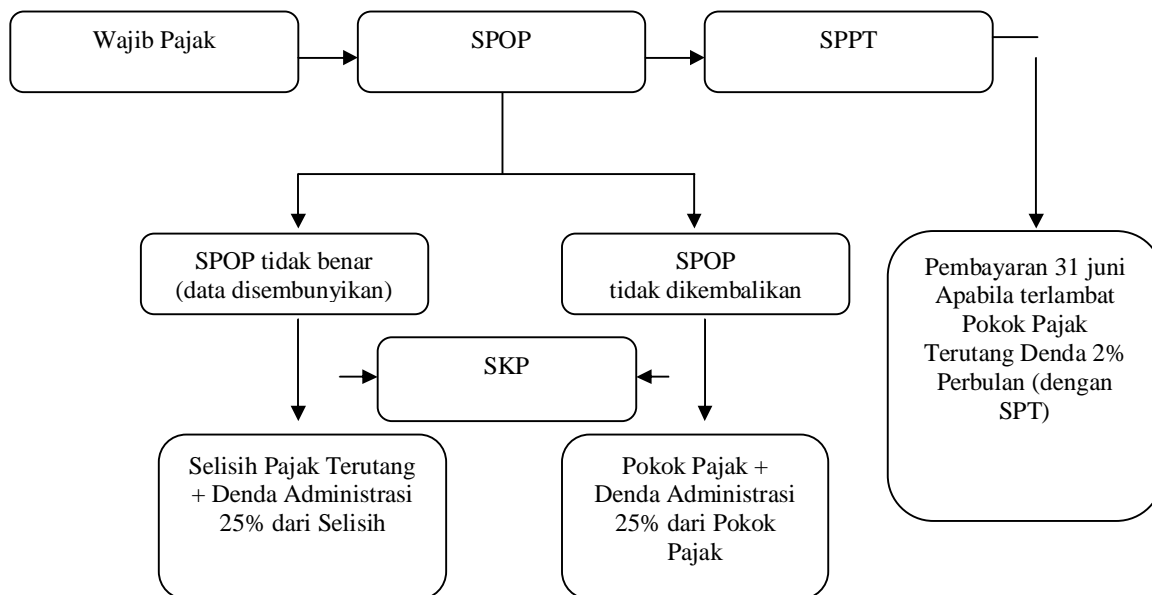 Wajib Pajak
SPOP
SPPT
SPOP tidak benar
(data disembunyikan)
SPOP
tidak dikembalikan
Pembayaran 31 juni
Apabila terlambat
Pokok Pajak
Terutang Denda 2%
Perbulan (dengan
SPT)
SKP
Selisih Pajak Terutang
+ Denda Administrasi
25% dari Selisih
Pokok Pajak +
Denda Administrasi
25% dari Pokok
Pajak